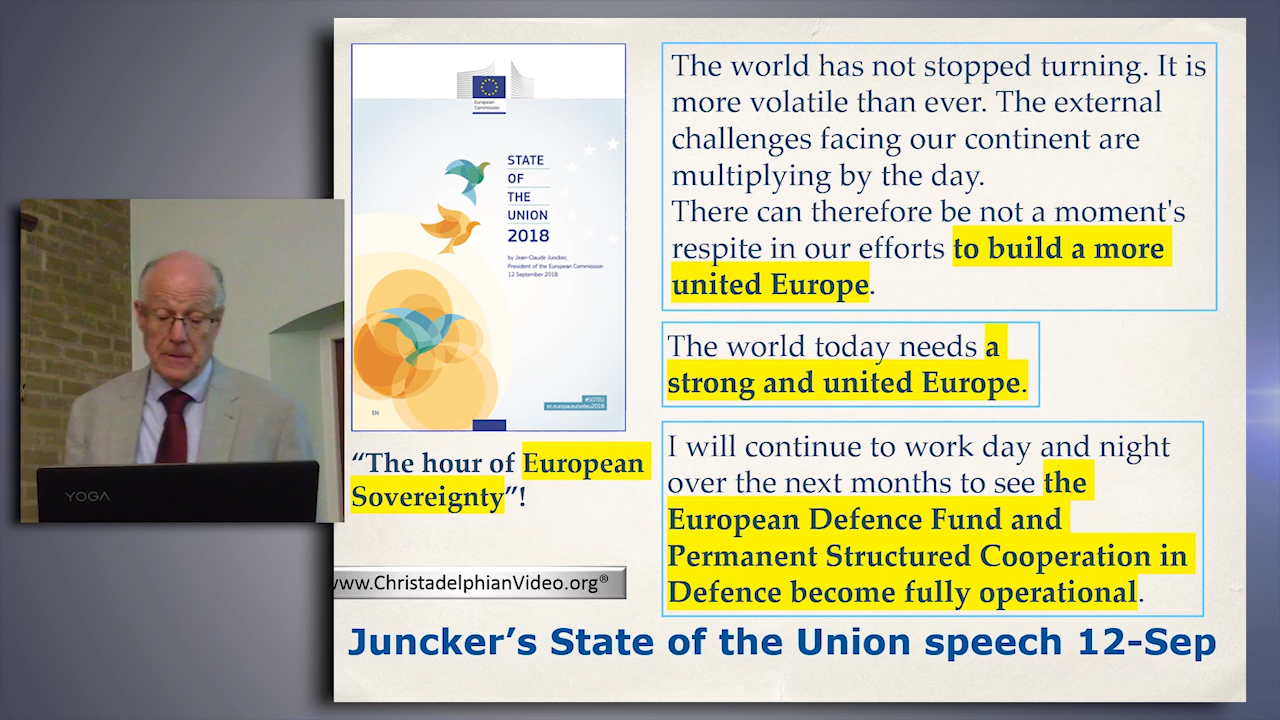 European
Commission
STATE
OF
THE
UNION
2018
by Jean-Claude Juncker,
President of the European Commission
12 September 2018
EN
#SOTEU
ec.europa.eu/soteu2018
“The hour of European
Sovereignty”!
www.ChristadelphianVideo.org®
YOGA
The world has not stopped turning. It is
more volatile than ever. The external
challenges facing our continent are
multiplying by the day.
There can therefore be not a moment's
respite in our efforts to build a more
united Europe.
The world today needs a
strong and united Europe.
I will continue to work day and night
over the next months to see the
European Defence Fund and
Permanent Structured Cooperation in
Defence become fully operational.
Juncker’s State of the Union speech 12-Sep